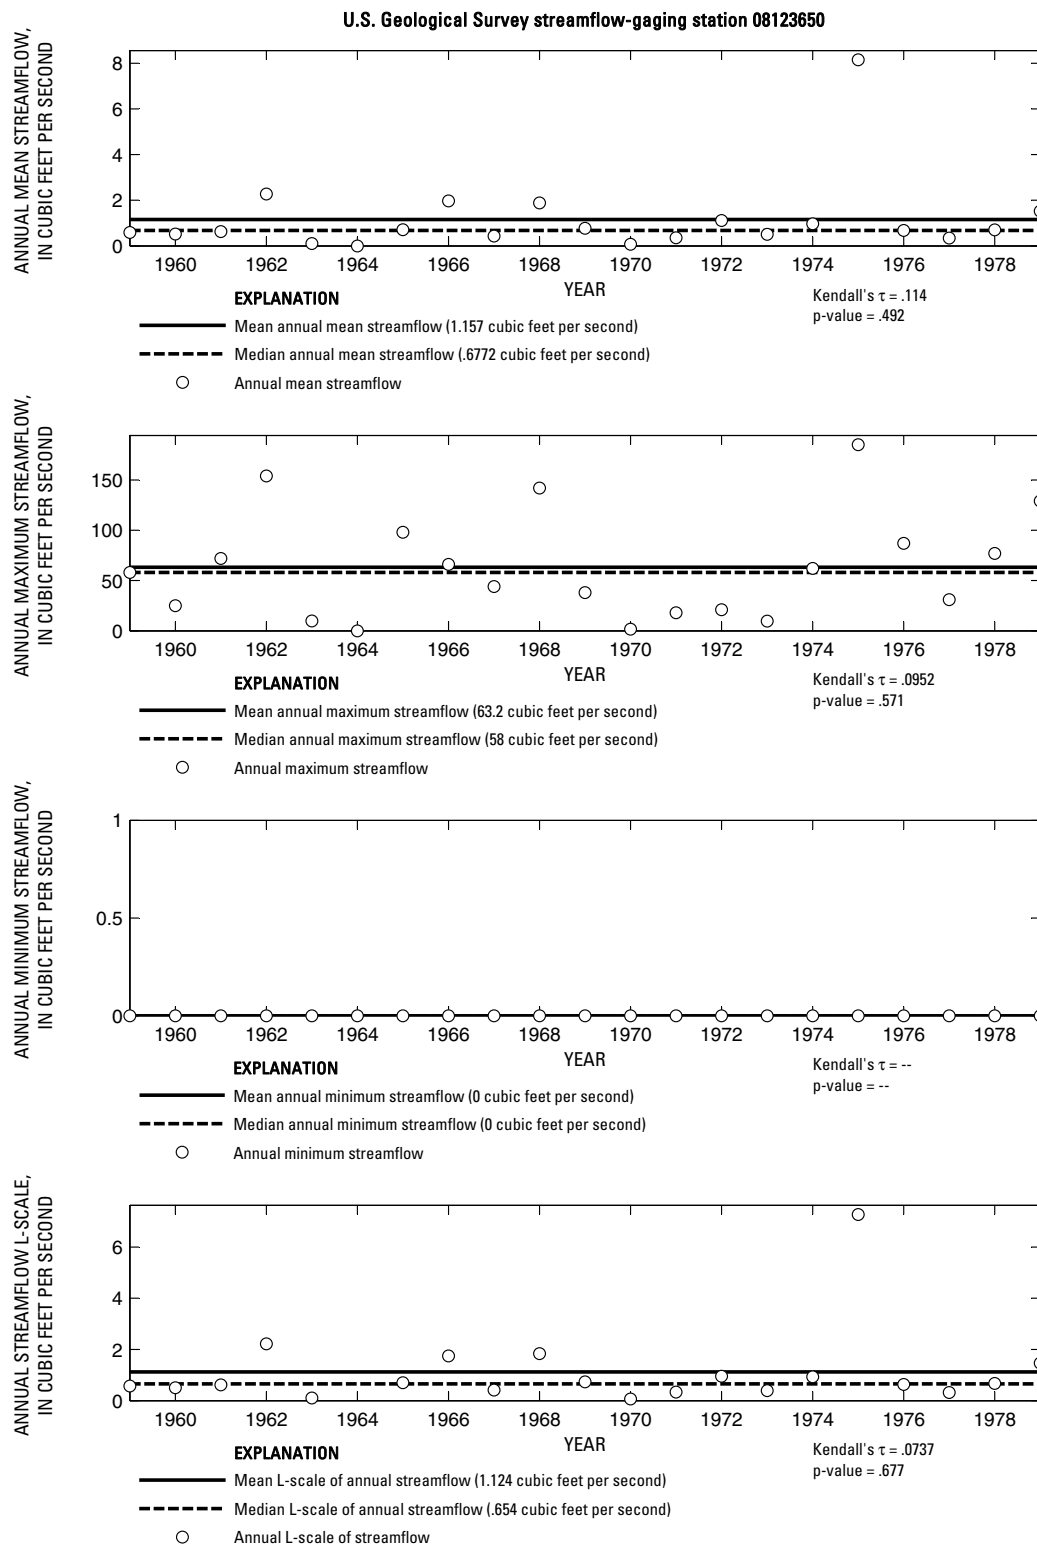 U.S. Geological Survey streamflow-gaging station 08123650
ANNUAL MEAN STREAMFLOW,
IN CUBIC FEET PER SECOND
8
6
4
2
0
1960 1962 1964 1966 1968 1970 1972 1974 1976 1978
YEAR
Kendall's τ = .114
p-value = .492
EXPLANATION
Mean annual mean streamflow (1.157 cubic feet per second)
Median annual mean streamflow (.6772 cubic feet per second)
Annual mean streamflow
ANNUAL MAXIMUM STREAMFLOW,
IN CUBIC FEET PER SECOND
150
100
50
0
1960 1962 1964 1966 1968 1970 1972 1974 1976 1978
YEAR
Kendall's τ = .0952
p-value = .571
EXPLANATION
Mean annual maximum streamflow (63.2 cubic feet per second)
Median annual maximum streamflow (58 cubic feet per second)
Annual maximum streamflow
ANNUAL MINIMUM STREAMFLOW,
IN CUBIC FEET PER SECOND
1
0.5
0
1960 1962 1964 1966 1968 1970 1972 1974 1976 1978
YEAR
Kendall's τ = --
p-value = --
EXPLANATION
Mean annual minimum streamflow (0 cubic feet per second)
Median annual minimum streamflow (0 cubic feet per second)
Annual minimum streamflow
ANNUAL STREAMFLOW L-SCALE,
IN CUBIC FEET PER SECOND
6
4
2
0
1960 1962 1964 1966 1968 1970 1972 1974 1976 1978
YEAR
Kendall's τ = .0737
p-value = .677
EXPLANATION
Mean L-scale of annual streamflow (1.124 cubic feet per second)
Median L-scale of annual streamflow (.654 cubic feet per second)
Annual L-scale of streamflow